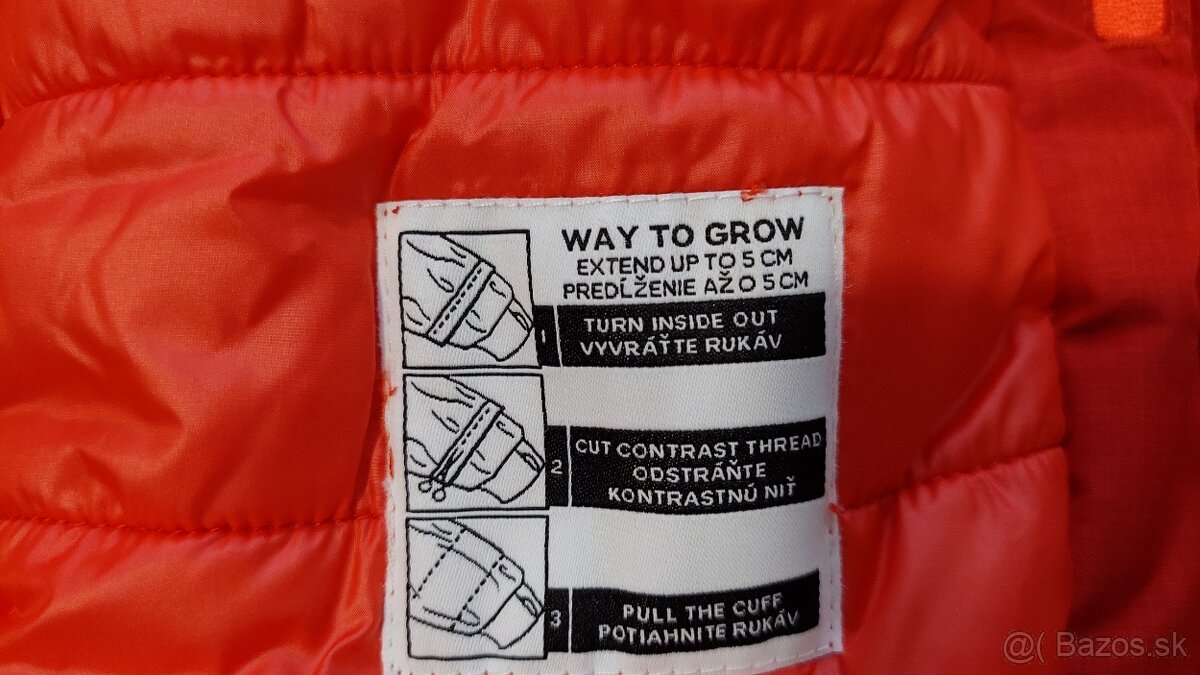 WAY TO GROW
EXTEND UP TO 5 CM
PREDĹŽENIE AŽ O 5 CM
1
TURN INSIDE OUT
VYVRÁŤTE RUKÁV
2
CUT CONTRAST THREAD
ODSTRÁŇTE
KONTRASTNÚ NIŤ
3
PULL THE CUFF
POTIAHNITE RUKÁV
@( Bazos.sk